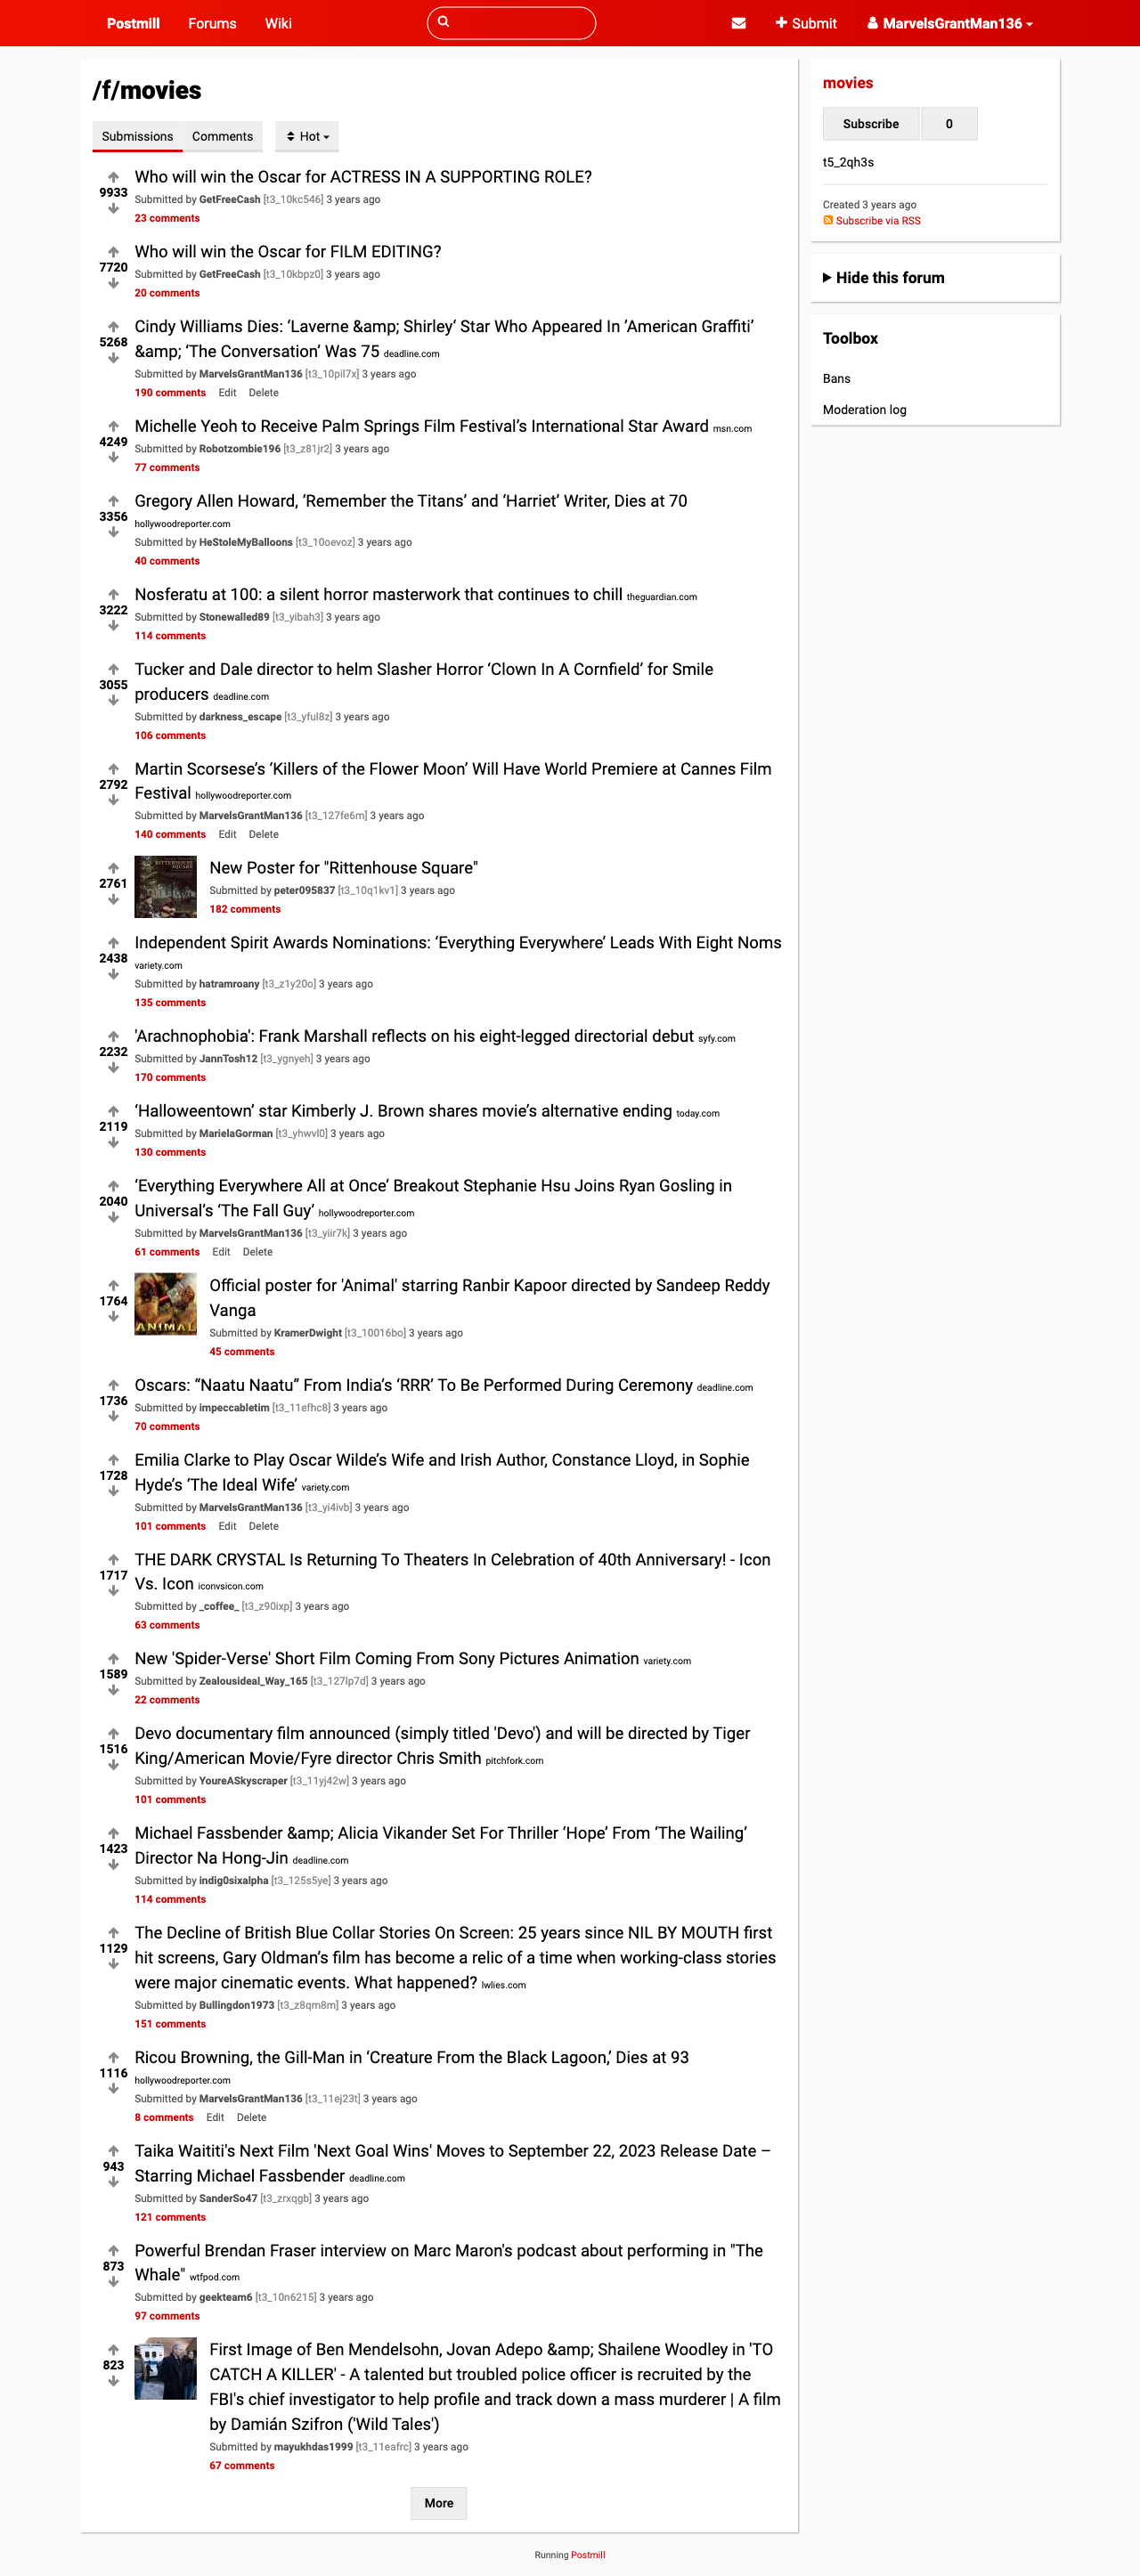 Postmill Forums Wiki Submit MarvelsGrantMan136
/f/movies
Submissions Comments Hot
9933
Who will win the Oscar for ACTRESS IN A SUPPORTING ROLE?
Submitted by GetFreeCash [t3_10kc546] 3 years ago
23 comments
7720
Who will win the Oscar for FILM EDITING?
Submitted by GetFreeCash [t3_10kbpz0] 3 years ago
20 comments
5268
Cindy Williams Dies: ‘Laverne &amp; Shirley’ Star Who Appeared In ’American Graffiti’
&amp; ‘The Conversation’ Was 75 deadline.com
Submitted by MarvelsGrantMan136 [t3_10pil7x] 3 years ago
190 comments Edit Delete
4249
Michelle Yeoh to Receive Palm Springs Film Festival’s International Star Award msn.com
Submitted by Robotzombie196 [t3_z81jr2] 3 years ago
77 comments
3356
Gregory Allen Howard, ‘Remember the Titans’ and ‘Harriet’ Writer, Dies at 70
hollywoodreporter.com
Submitted by HeStoleMyBalloons [t3_10oevoz] 3 years ago
40 comments
3222
Nosferatu at 100: a silent horror masterwork that continues to chill theguardian.com
Submitted by Stonewalled89 [t3_yibah3] 3 years ago
114 comments
3055
Tucker and Dale director to helm Slasher Horror ‘Clown In A Cornfield’ for Smile
producers deadline.com
Submitted by darkness_escape [t3_yful8z] 3 years ago
106 comments
2792
Martin Scorsese’s ‘Killers of the Flower Moon’ Will Have World Premiere at Cannes Film
Festival hollywoodreporter.com
Submitted by MarvelsGrantMan136 [t3_127fe6m] 3 years ago
140 comments Edit Delete
2761
RITTENHOUSE
SQUARE
New Poster for "Rittenhouse Square"
Submitted by peter095837 [t3_10q1kv1] 3 years ago
182 comments
2438
Independent Spirit Awards Nominations: ‘Everything Everywhere’ Leads With Eight Noms
variety.com
Submitted by hatramroany [t3_z1y20o] 3 years ago
135 comments
2232
'Arachnophobia': Frank Marshall reflects on his eight-legged directorial debut syfy.com
Submitted by JannTosh12 [t3_ygnyeh] 3 years ago
170 comments
2119
‘Halloweentown’ star Kimberly J. Brown shares movie’s alternative ending today.com
Submitted by MarielaGorman [t3_yhwvl0] 3 years ago
130 comments
2040
‘Everything Everywhere All at Once’ Breakout Stephanie Hsu Joins Ryan Gosling in
Universal’s ‘The Fall Guy’ hollywoodreporter.com
Submitted by MarvelsGrantMan136 [t3_yiir7k] 3 years ago
61 comments Edit Delete
1764
ANIMAL
Official poster for 'Animal' starring Ranbir Kapoor directed by Sandeep Reddy
Vanga
Submitted by KramerDwight [t3_10016bo] 3 years ago
45 comments
1736
Oscars: “Naatu Naatu” From India’s ‘RRR’ To Be Performed During Ceremony deadline.com
Submitted by impeccabletim [t3_11efhc8] 3 years ago
70 comments
1728
Emilia Clarke to Play Oscar Wilde’s Wife and Irish Author, Constance Lloyd, in Sophie
Hyde’s ‘The Ideal Wife’ variety.com
Submitted by MarvelsGrantMan136 [t3_yi4ivb] 3 years ago
101 comments Edit Delete
1717
THE DARK CRYSTAL Is Returning To Theaters In Celebration of 40th Anniversary! - Icon
Vs. Icon iconvsicon.com
Submitted by _coffee_ [t3_z90ixp] 3 years ago
63 comments
1589
New 'Spider-Verse' Short Film Coming From Sony Pictures Animation variety.com
Submitted by Zealousideal_Way_165 [t3_127lp7d] 3 years ago
22 comments
1516
Devo documentary film announced (simply titled 'Devo') and will be directed by Tiger
King/American Movie/Fyre director Chris Smith pitchfork.com
Submitted by YoureASkyscraper [t3_11yj42w] 3 years ago
101 comments
1423
Michael Fassbender &amp; Alicia Vikander Set For Thriller ‘Hope’ From ‘The Wailing’
Director Na Hong-Jin deadline.com
Submitted by indig0sixalpha [t3_125s5ye] 3 years ago
114 comments
1129
The Decline of British Blue Collar Stories On Screen: 25 years since NIL BY MOUTH first
hit screens, Gary Oldman’s film has become a relic of a time when working-class stories
were major cinematic events. What happened? lwlies.com
Submitted by Bullingdon1973 [t3_z8qm8m] 3 years ago
151 comments
1116
Ricou Browning, the Gill-Man in ‘Creature From the Black Lagoon,’ Dies at 93
hollywoodreporter.com
Submitted by MarvelsGrantMan136 [t3_11ej23t] 3 years ago
8 comments Edit Delete
943
Taika Waititi's Next Film 'Next Goal Wins' Moves to September 22, 2023 Release Date –
Starring Michael Fassbender deadline.com
Submitted by SanderSo47 [t3_zrxqgb] 3 years ago
121 comments
873
Powerful Brendan Fraser interview on Marc Maron's podcast about performing in "The
Whale" wtfpod.com
Submitted by geekteam6 [t3_10n6215] 3 years ago
97 comments
823
First Image of Ben Mendelsohn, Jovan Adepo &amp; Shailene Woodley in 'TO
CATCH A KILLER' - A talented but troubled police officer is recruited by the
FBI's chief investigator to help profile and track down a mass murderer | A film
by Damián Szifron ('Wild Tales')
Submitted by mayukhdas1999 [t3_11eafrc] 3 years ago
67 comments
More
movies
Subscribe 0
t5_2qh3s
Created 3 years ago
Subscribe via RSS
Hide this forum
Toolbox
Bans
Moderation log
Running Postmill